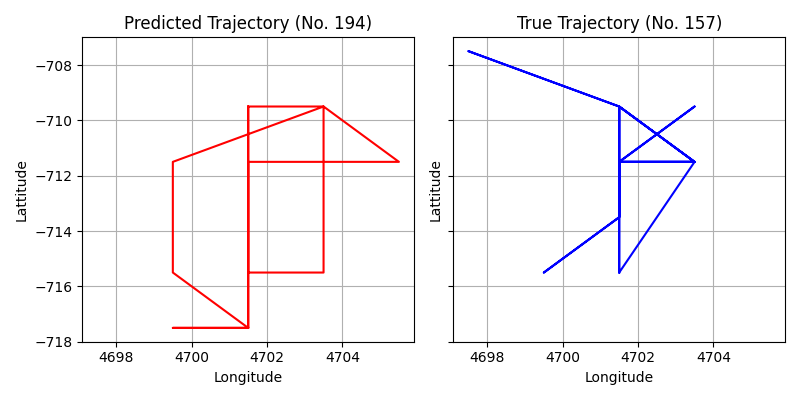 Predicted Trajectory (No. 194)
True Trajectory (No. 157)
−708
−710
−712
−714
−716
−718
Lattitude
Lattitude
4698
4700
4702
4704
4698
4700
4702
4704
Longitude
Longitude